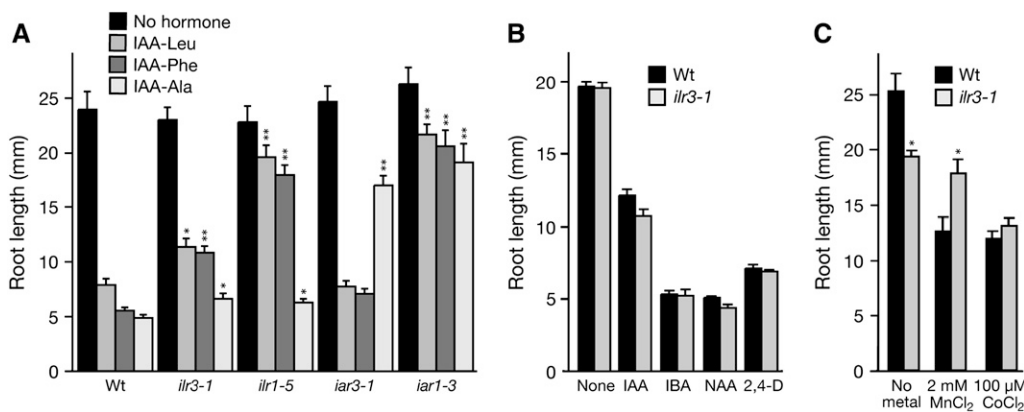 A
No hormone
IAA-Leu
IAA-Phe
IAA-Ala
Root length (mm)
25
20
15
10
5
0
** ** ** ** ** ** **
* ** * * 
Wt ilr3-1 ilr1-5 iar3-1 iar1-3
B
Wt
ilr3-1
Root length (mm)
20
15
10
5
0
None IAA IBA NAA 2,4-D
C
Wt
ilr3-1
Root length (mm)
25
20
15
10
5
0
* *
No metal
2 mM MnCl₂
100 µM CoCl₂